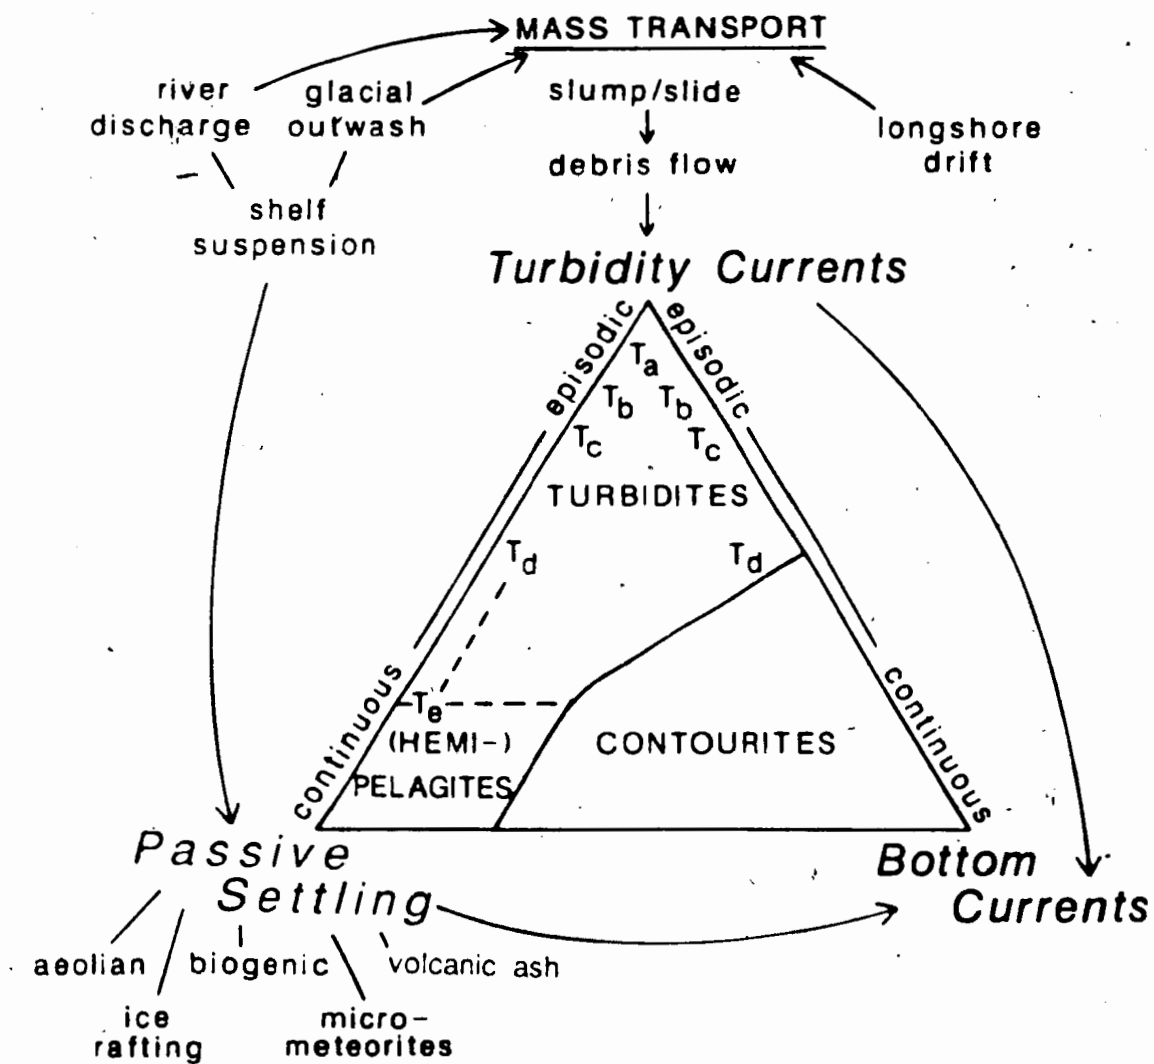 MASS TRANSPORT
river
discharge
glacial
outwash
slump/slide
longshore
drift
debris flow
shelf
suspension
Turbidity Currents
episodic
episodic
Ta
Tb
Tb
Tc
Tc
TURBIDITES
Td
Td
continuous
continuous
Te
(HEMI-)
PELAGITES
CONTOURITES
Passive
Settling
Bottom
Currents
aeolian
biogenic
volcanic ash
ice
rafting
micro-
meteorites